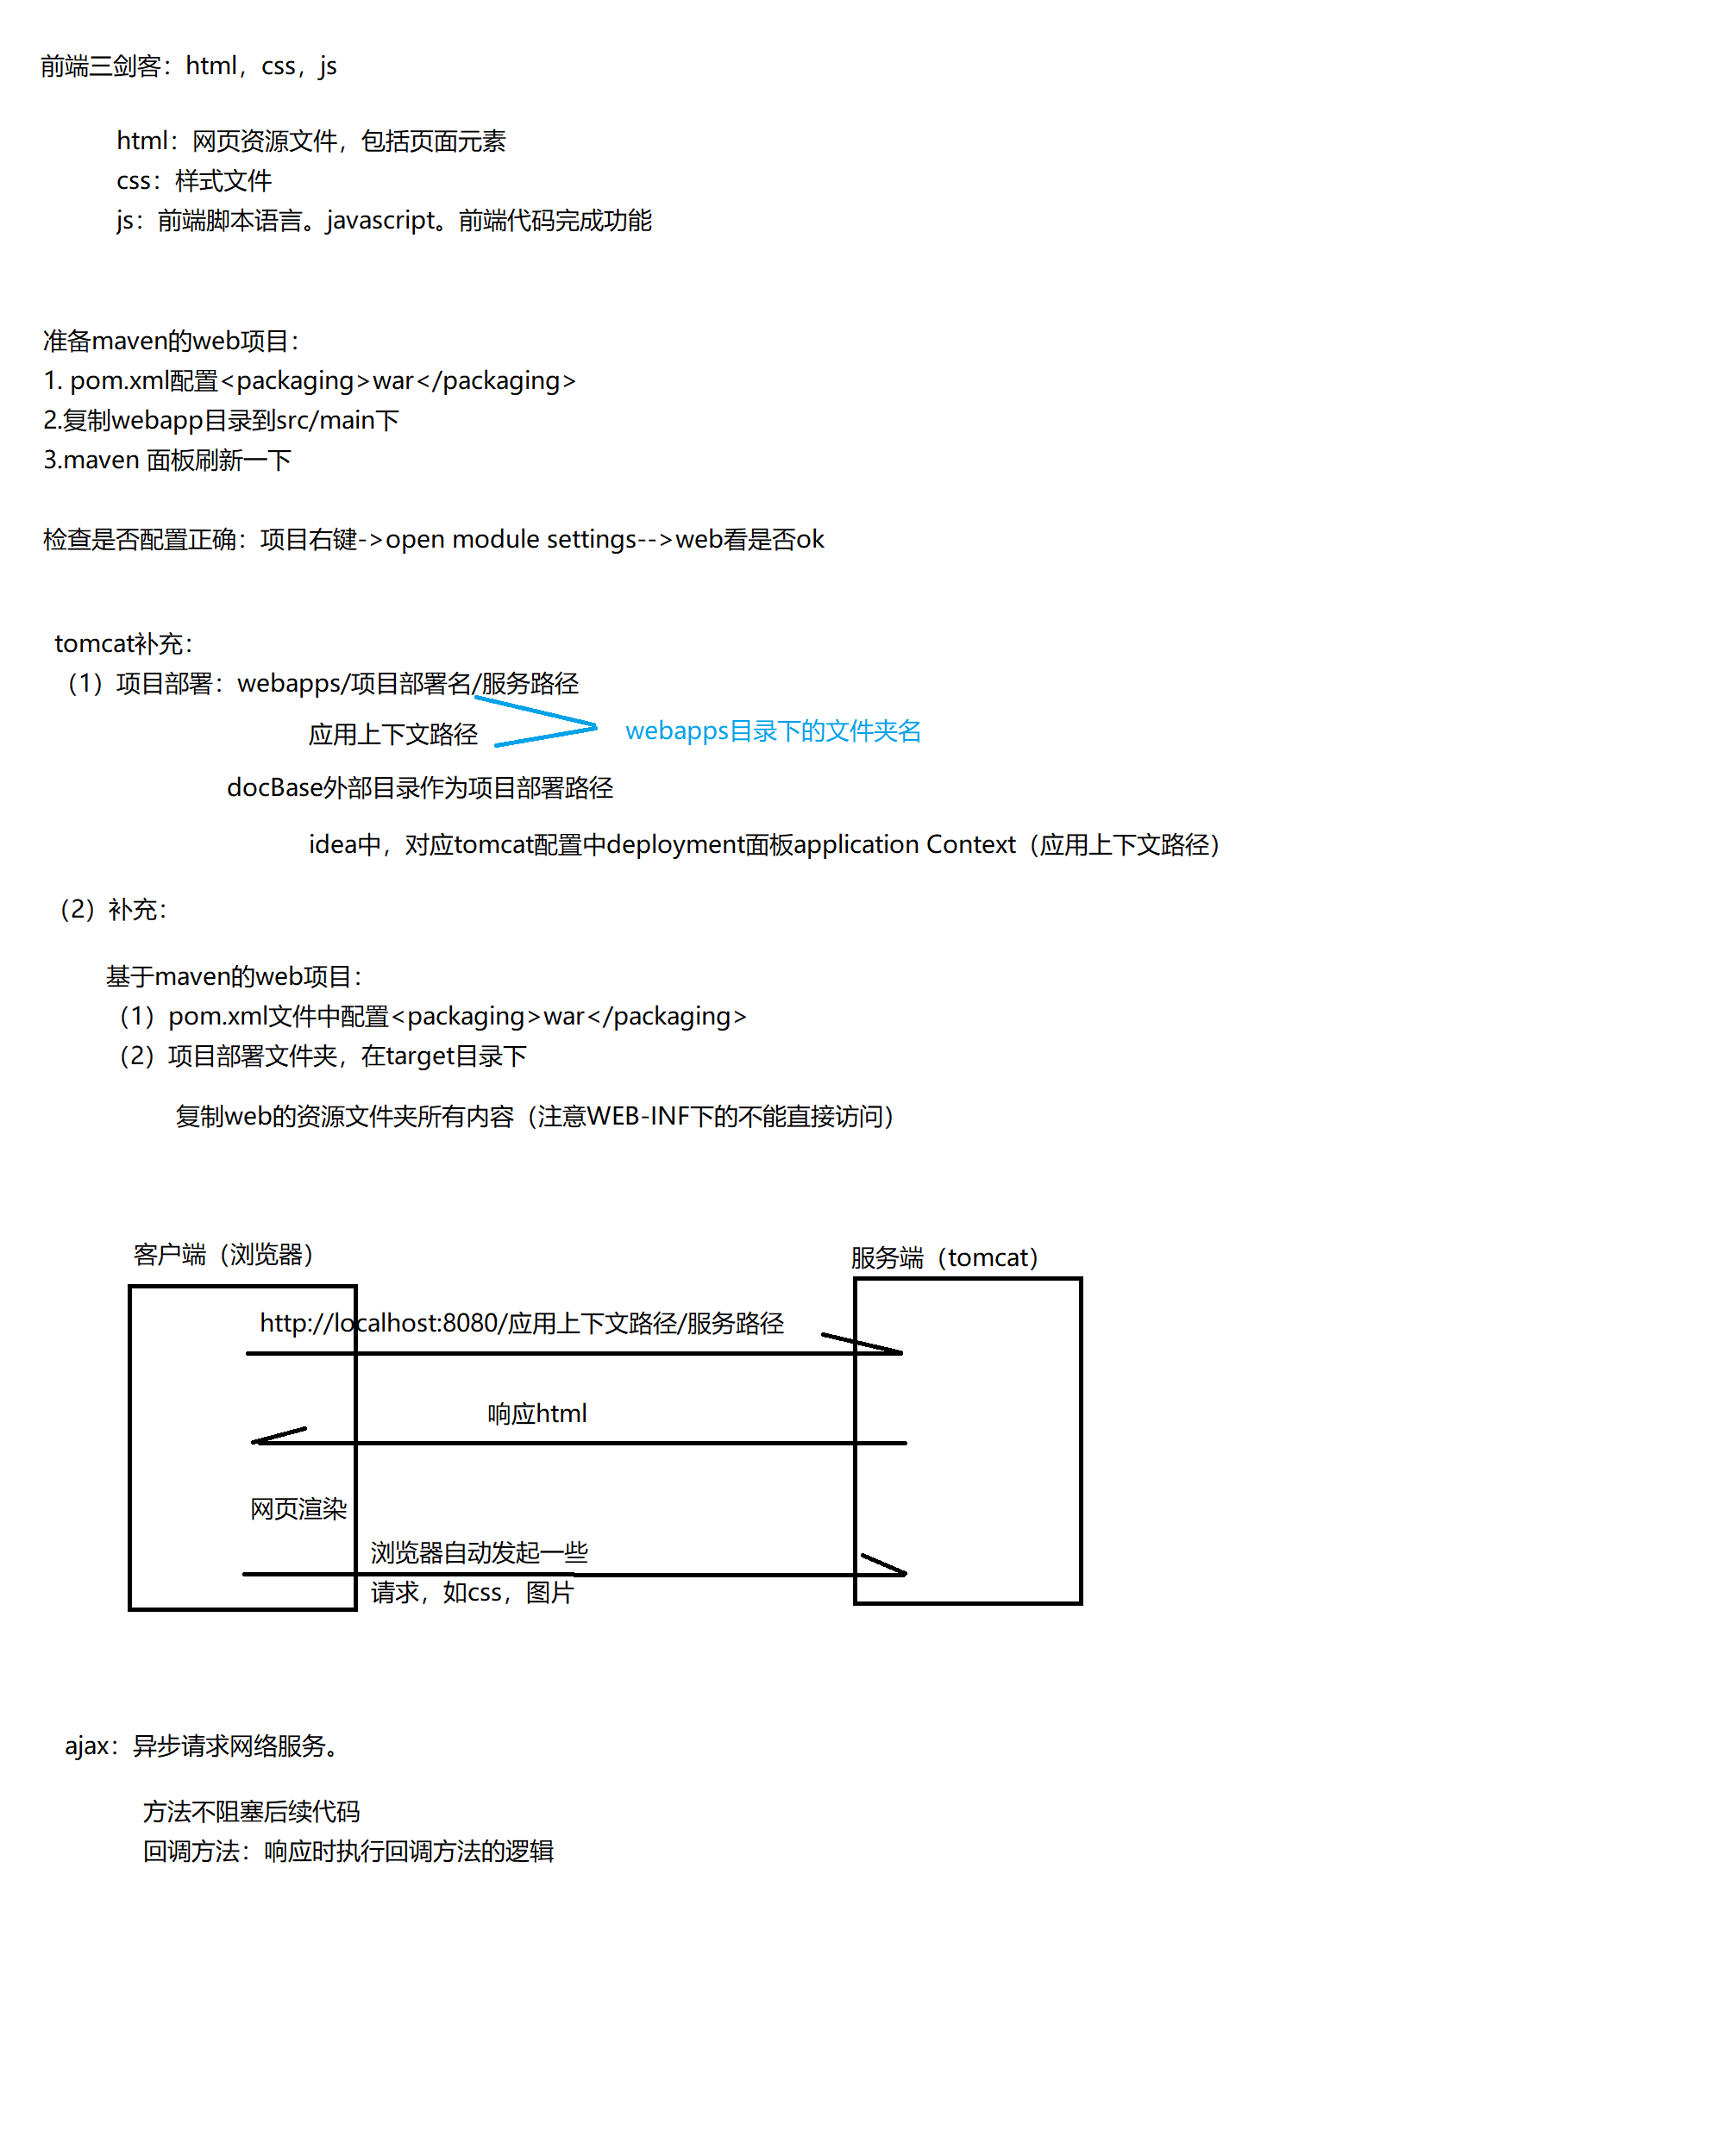 前端三剑客：html，css，js
html：网页资源文件，包括页面元素
css：样式文件
js：前端脚本语言。javascript。前端代码完成功能
准备maven的web项目：
1. pom.xml配置<packaging>war</packaging>
2.复制webapp目录到src/main下
3.maven 面板刷新一下
检查是否配置正确：项目右键->open module settings-->web看是否ok
tomcat补充：
（1）项目部署：webapps/项目部署名/服务路径
应用上下文路径
webapps目录下的文件夹名
docBase外部目录作为项目部署路径
idea中，对应tomcat配置中deployment面板application Context（应用上下文路径）
（2）补充：
基于maven的web项目：
（1）pom.xml文件中配置<packaging>war</packaging>
（2）项目部署文件夹，在target目录下
复制web的资源文件夹所有内容（注意WEB-INF下的不能直接访问）
客户端（浏览器）
服务端（tomcat）
http://localhost:8080/应用上下文路径/服务路径
响应html
网页渲染
浏览器自动发起一些
请求，如css，图片
ajax：异步请求网络服务。
方法不阻塞后续代码
回调方法：响应时执行回调方法的逻辑